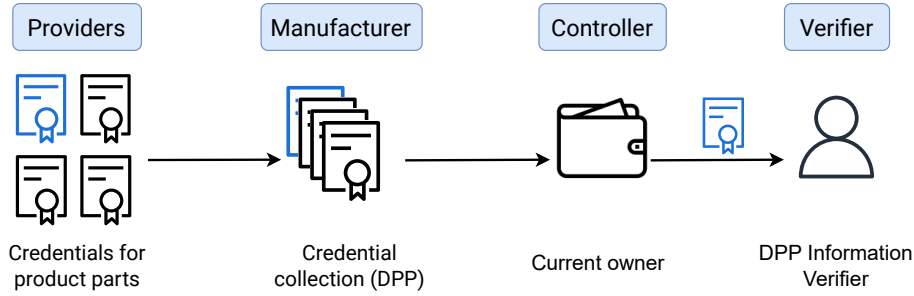 Providers
Manufacturer
Controller
Verifier
Credentials for
product parts
Credential
collection (DPP)
Current owner
DPP Information
Verifier